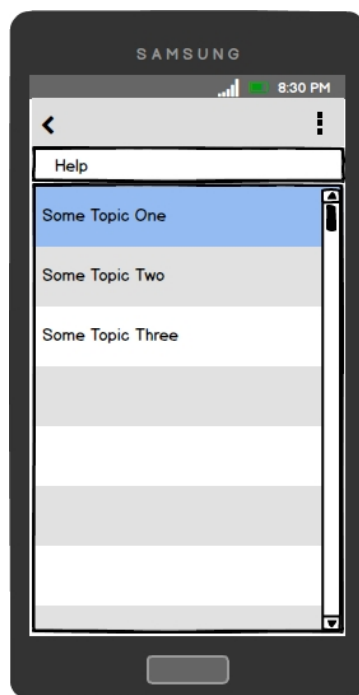 SAMSUNG
8:30 PM
Help
Some Topic One
Some Topic Two
Some Topic Three